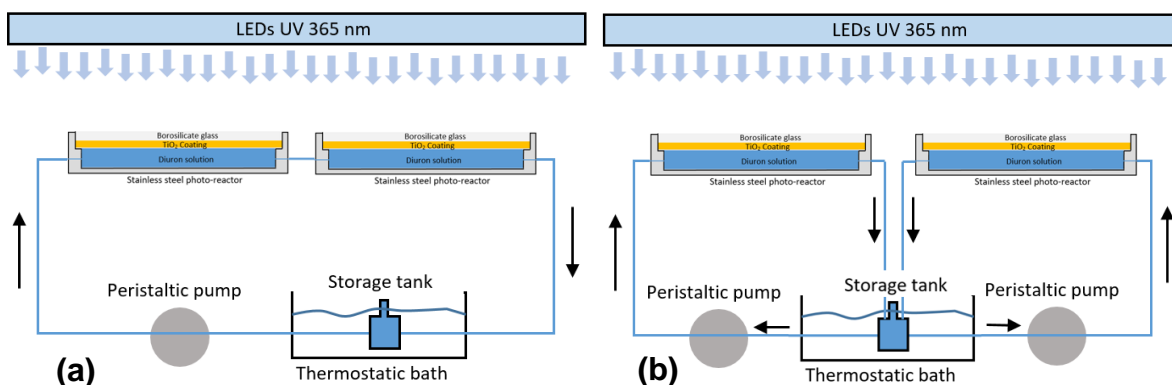 LEDs UV 365 nm
Borosilicate glass
TiO₂ Coating
Diuron solution
Stainless steel photo-reactor
Borosilicate glass
TiO₂ Coating
Diuron solution
Stainless steel photo-reactor
Peristaltic pump
Storage tank
Thermostatic bath
(a)
LEDs UV 365 nm
Borosilicate glass
TiO₂ Coating
Diuron solution
Stainless steel photo-reactor
Borosilicate glass
TiO₂ Coating
Diuron solution
Stainless steel photo-reactor
Peristaltic pump
Storage tank
Peristaltic pump
Thermostatic bath
(b)